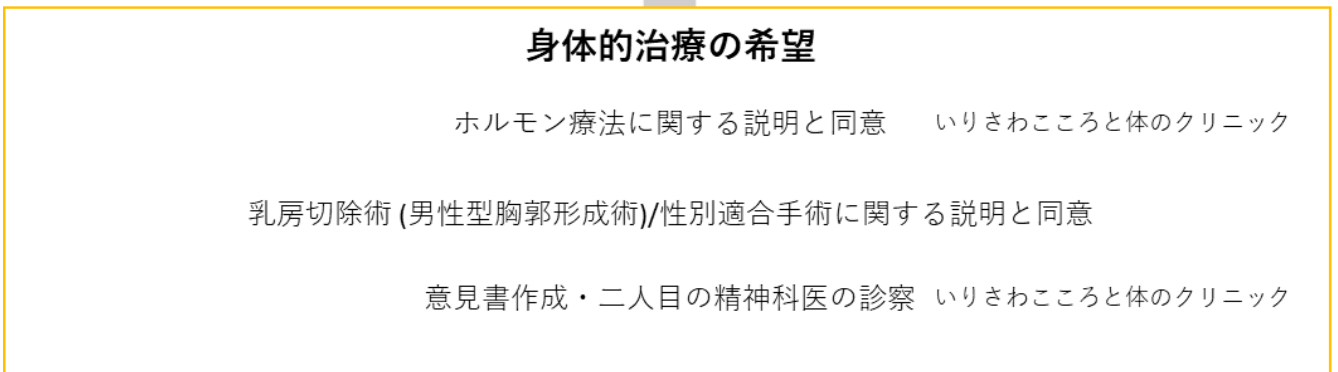 身体的治療の希望
ホルモン療法に関する説明と同意 いりさわこころと体のクリニック
乳房切除術 (男性型胸郭形成術)/性別適合手術に関する説明と同意
意見書作成・二人目の精神科医の診察 いりさわこころと体のクリニック